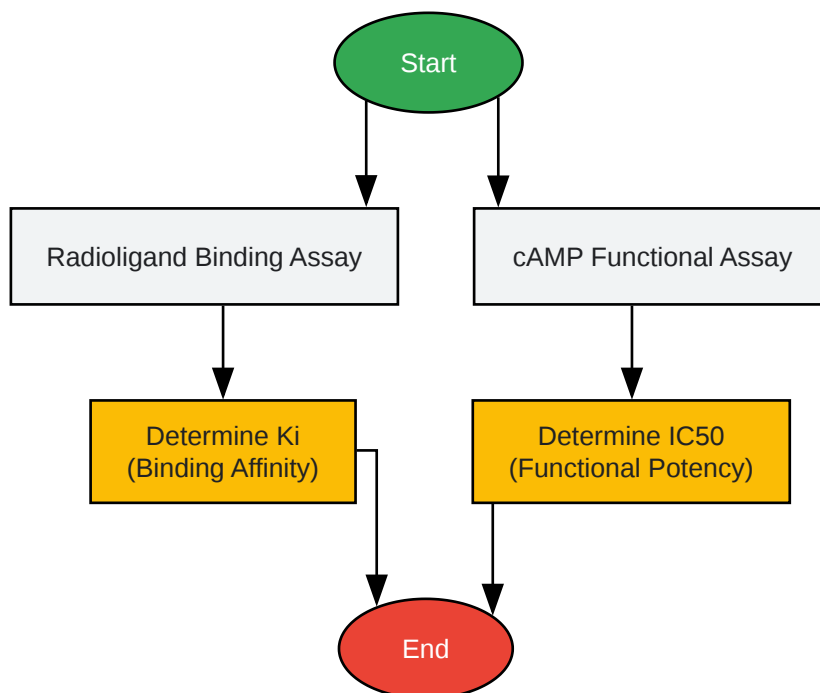 Start
Radioligand Binding Assay
cAMP Functional Assay
Determine Ki
(Binding Affinity)
Determine IC50
(Functional Potency)
End